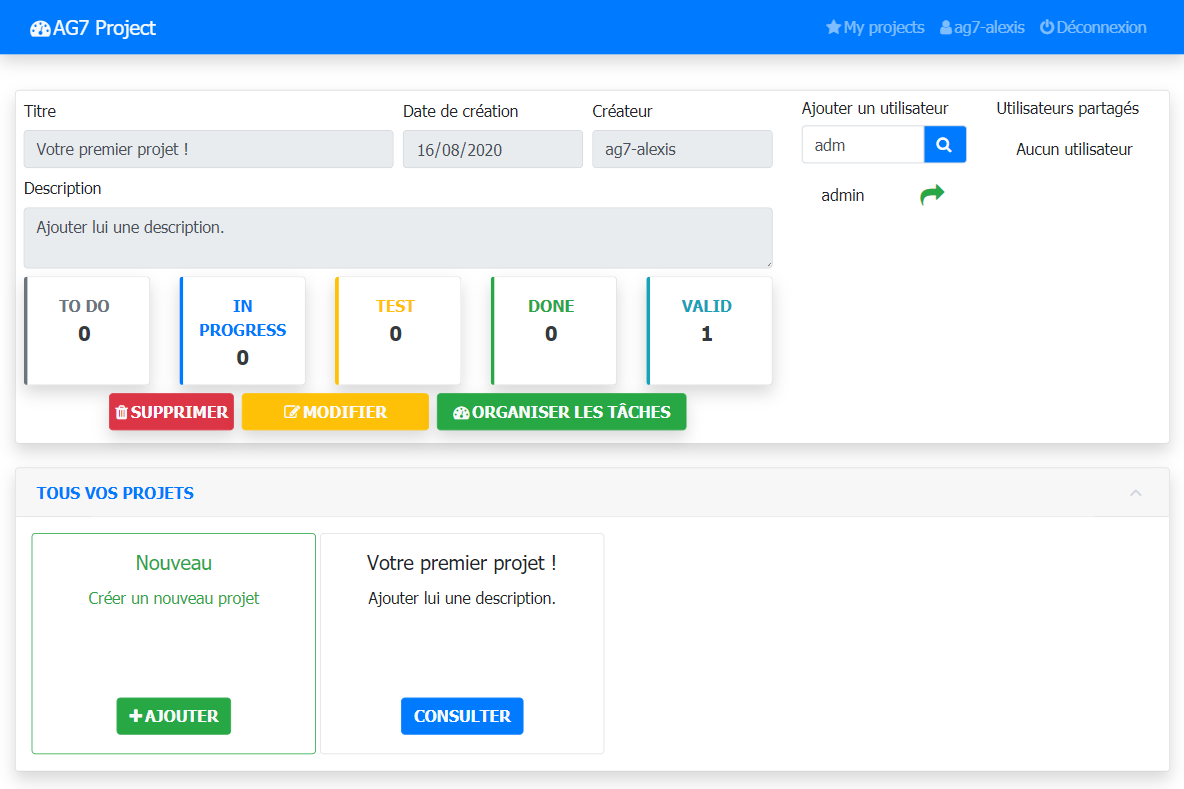 AG7 Project
My projects
ag7-alexis
Déconnexion
Titre
Votre premier projet !
Date de création
16/08/2020
Créateur
ag7-alexis
Ajouter un utilisateur
adm
admin
Utilisateurs partagés
Aucun utilisateur
Description
Ajouter lui une description.
TO DO
0
IN
PROGRESS
0
TEST
0
DONE
0
VALID
1
SUPPRIMER
MODIFIER
ORGANISER LES TÂCHES
TOUS VOS PROJETS
Nouveau
Créer un nouveau projet
AJOUTER
Votre premier projet !
Ajouter lui une description.
CONSULTER